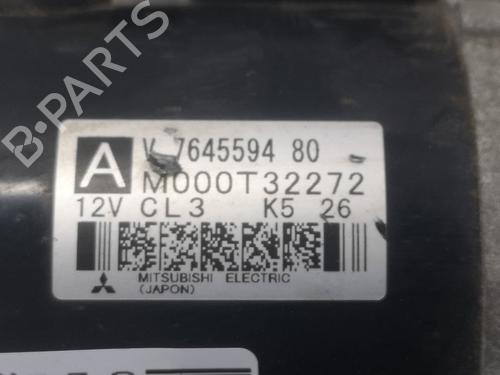 B-PARTS
A
V 7645594 80
M000T32272
12V CL3 K5 26
MITSUBISHI ELECTRIC
(JAPON)